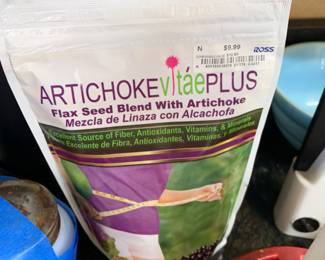 N $9.99 ROSS
ARTICHOKEvitáePLUS
Flax Seed Blend With Artichoke
Mezcla de Linaza con Alcachofa
Excellent Source of Fiber, Antioxidants, Vitamins, & Minerals
Excelente de Fibra, Antioxidantes, Vitaminas, y Minerales